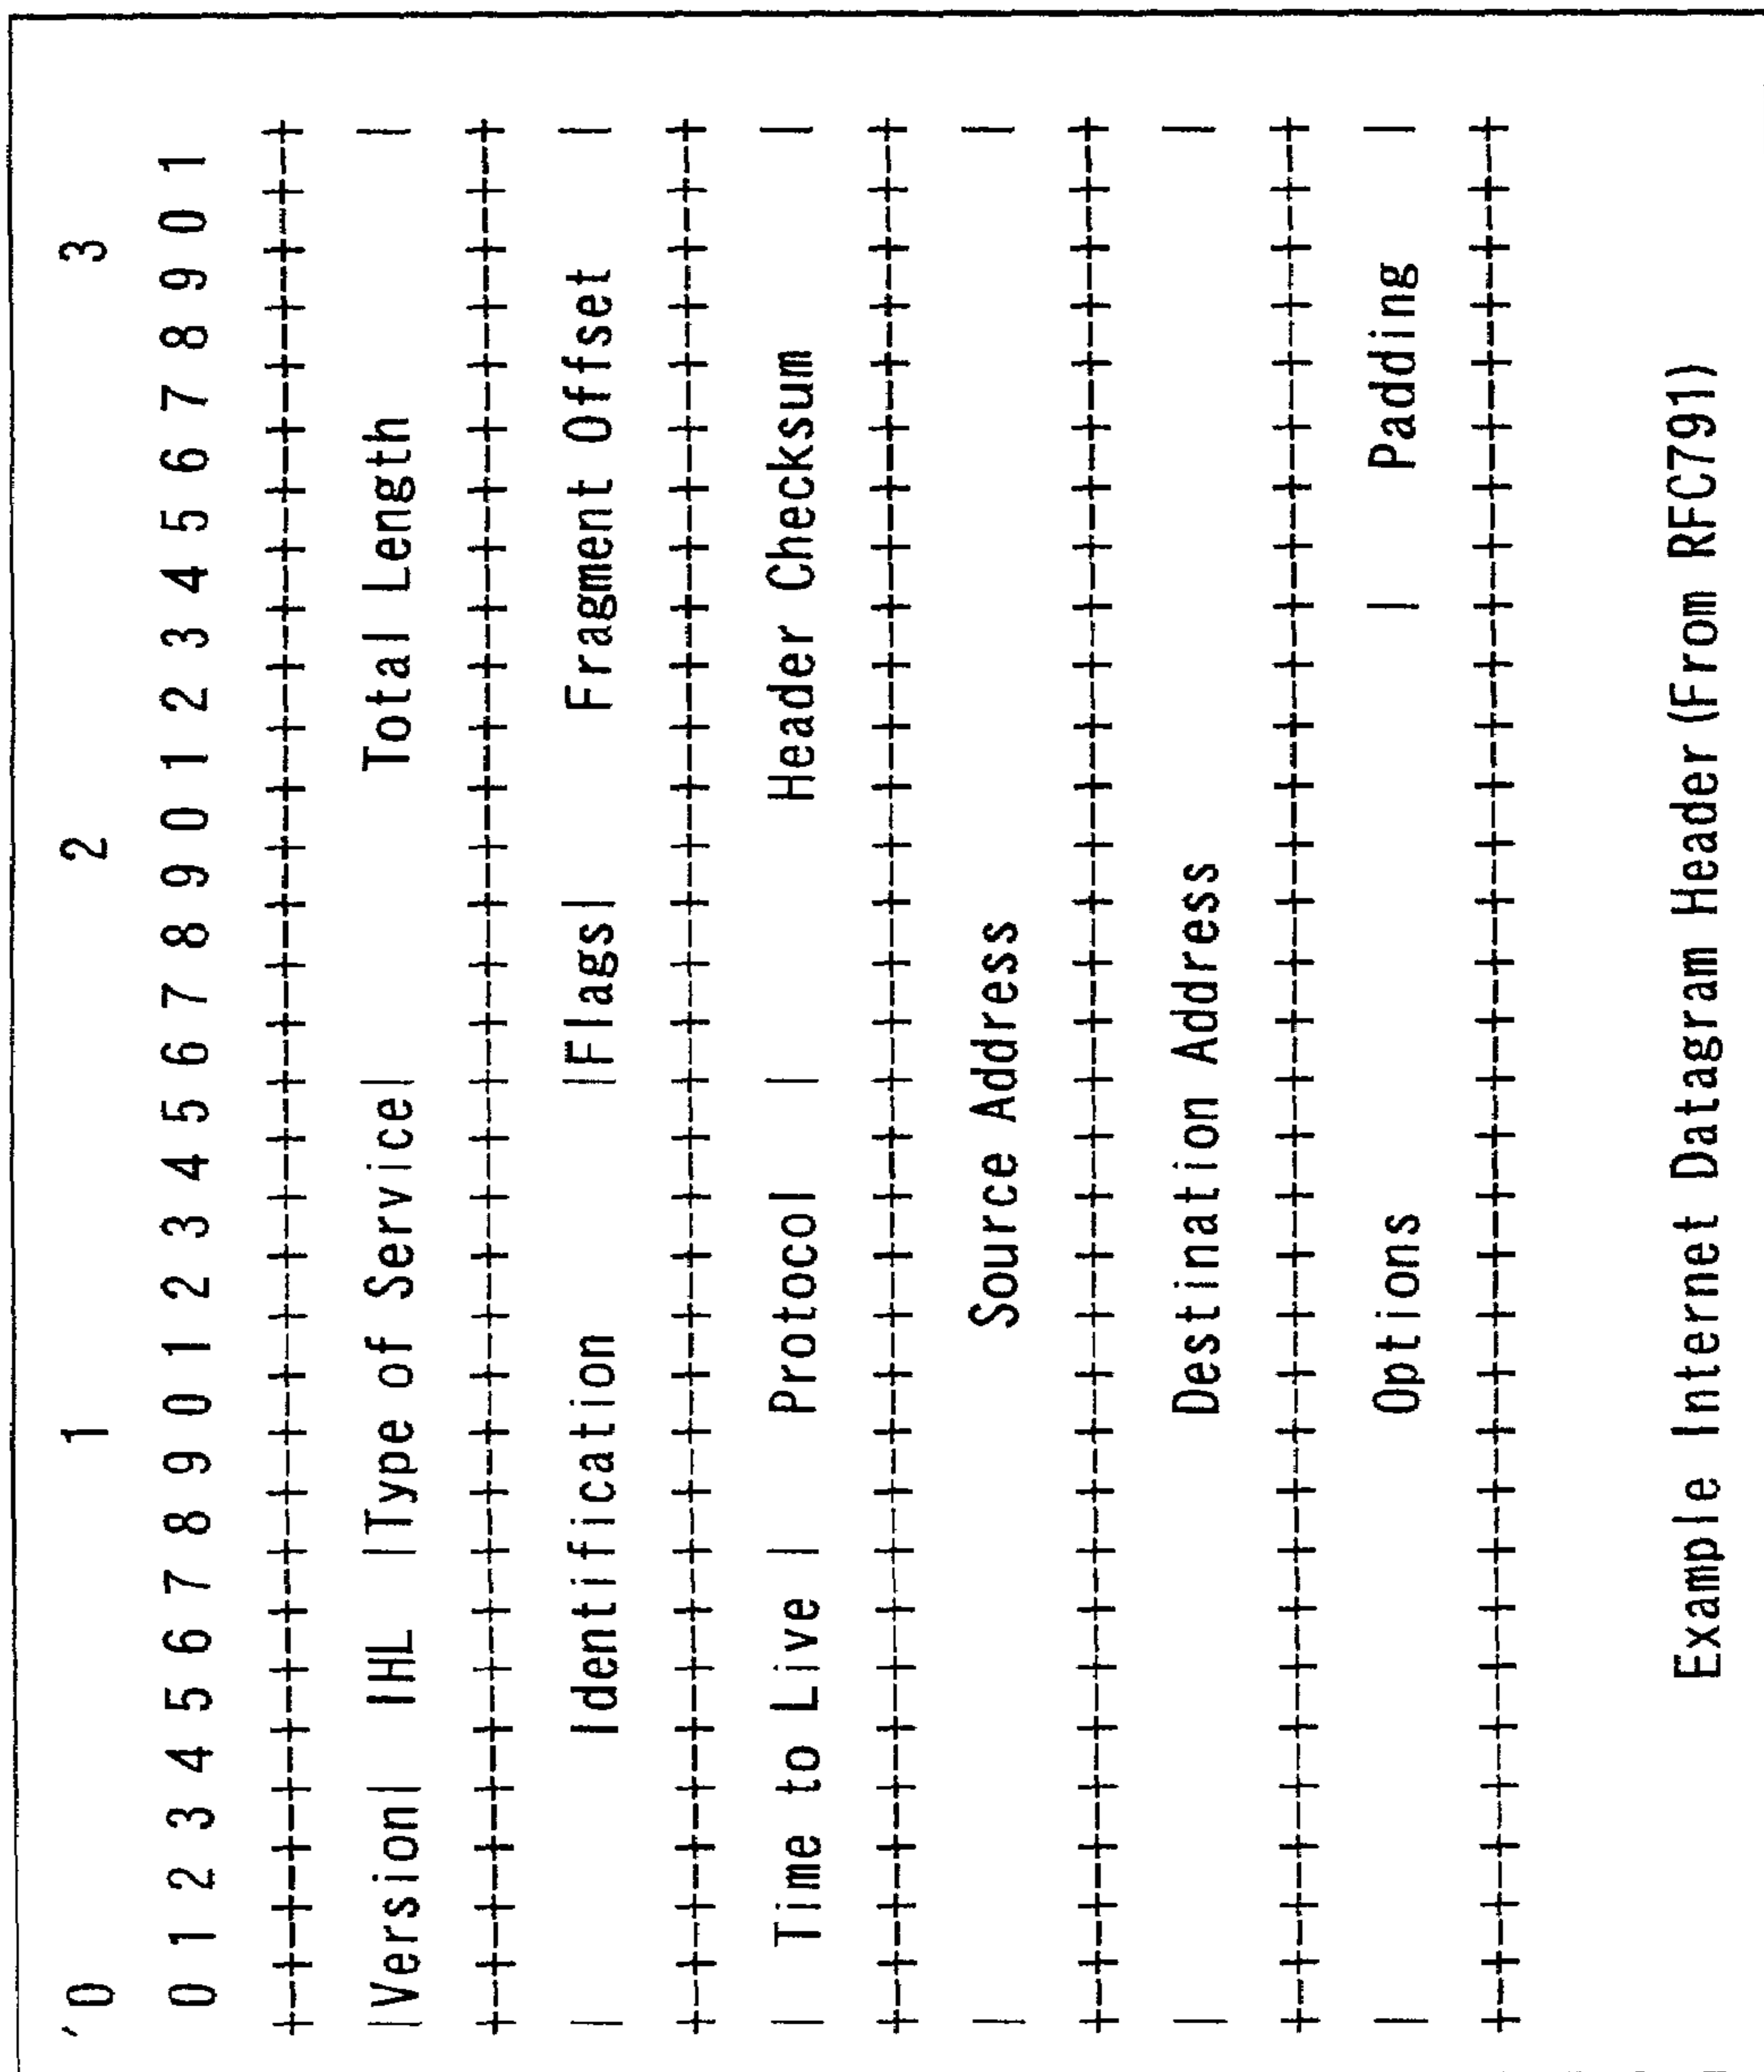 0                   1                   2                   3
0 1 2 3 4 5 6 7 8 9 0 1 2 3 4 5 6 7 8 9 0 1 2 3 4 5 6 7 8 9 0 1
+-+-+-+-+-+-+-+-+-+-+-+-+-+-+-+-+-+-+-+-+-+-+-+-+-+-+-+-+-+-+-+-+
|Version| IHL |Type of Service| Total Length |
+-+-+-+-+-+-+-+-+-+-+-+-+-+-+-+-+-+-+-+-+-+-+-+-+-+-+-+-+-+-+-+-+
| Identification |Flags| Fragment Offset |
+-+-+-+-+-+-+-+-+-+-+-+-+-+-+-+-+-+-+-+-+-+-+-+-+-+-+-+-+-+-+-+-+
| Time to Live | Protocol | Header Checksum |
+-+-+-+-+-+-+-+-+-+-+-+-+-+-+-+-+-+-+-+-+-+-+-+-+-+-+-+-+-+-+-+-+
| Source Address |
+-+-+-+-+-+-+-+-+-+-+-+-+-+-+-+-+-+-+-+-+-+-+-+-+-+-+-+-+-+-+-+-+
| Destination Address |
+-+-+-+-+-+-+-+-+-+-+-+-+-+-+-+-+-+-+-+-+-+-+-+-+-+-+-+-+-+-+-+-+
| Options | Padding |
+-+-+-+-+-+-+-+-+-+-+-+-+-+-+-+-+-+-+-+-+-+-+-+-+-+-+-+-+-+-+-+-+
Example Internet Datagram Header (From RFC791)